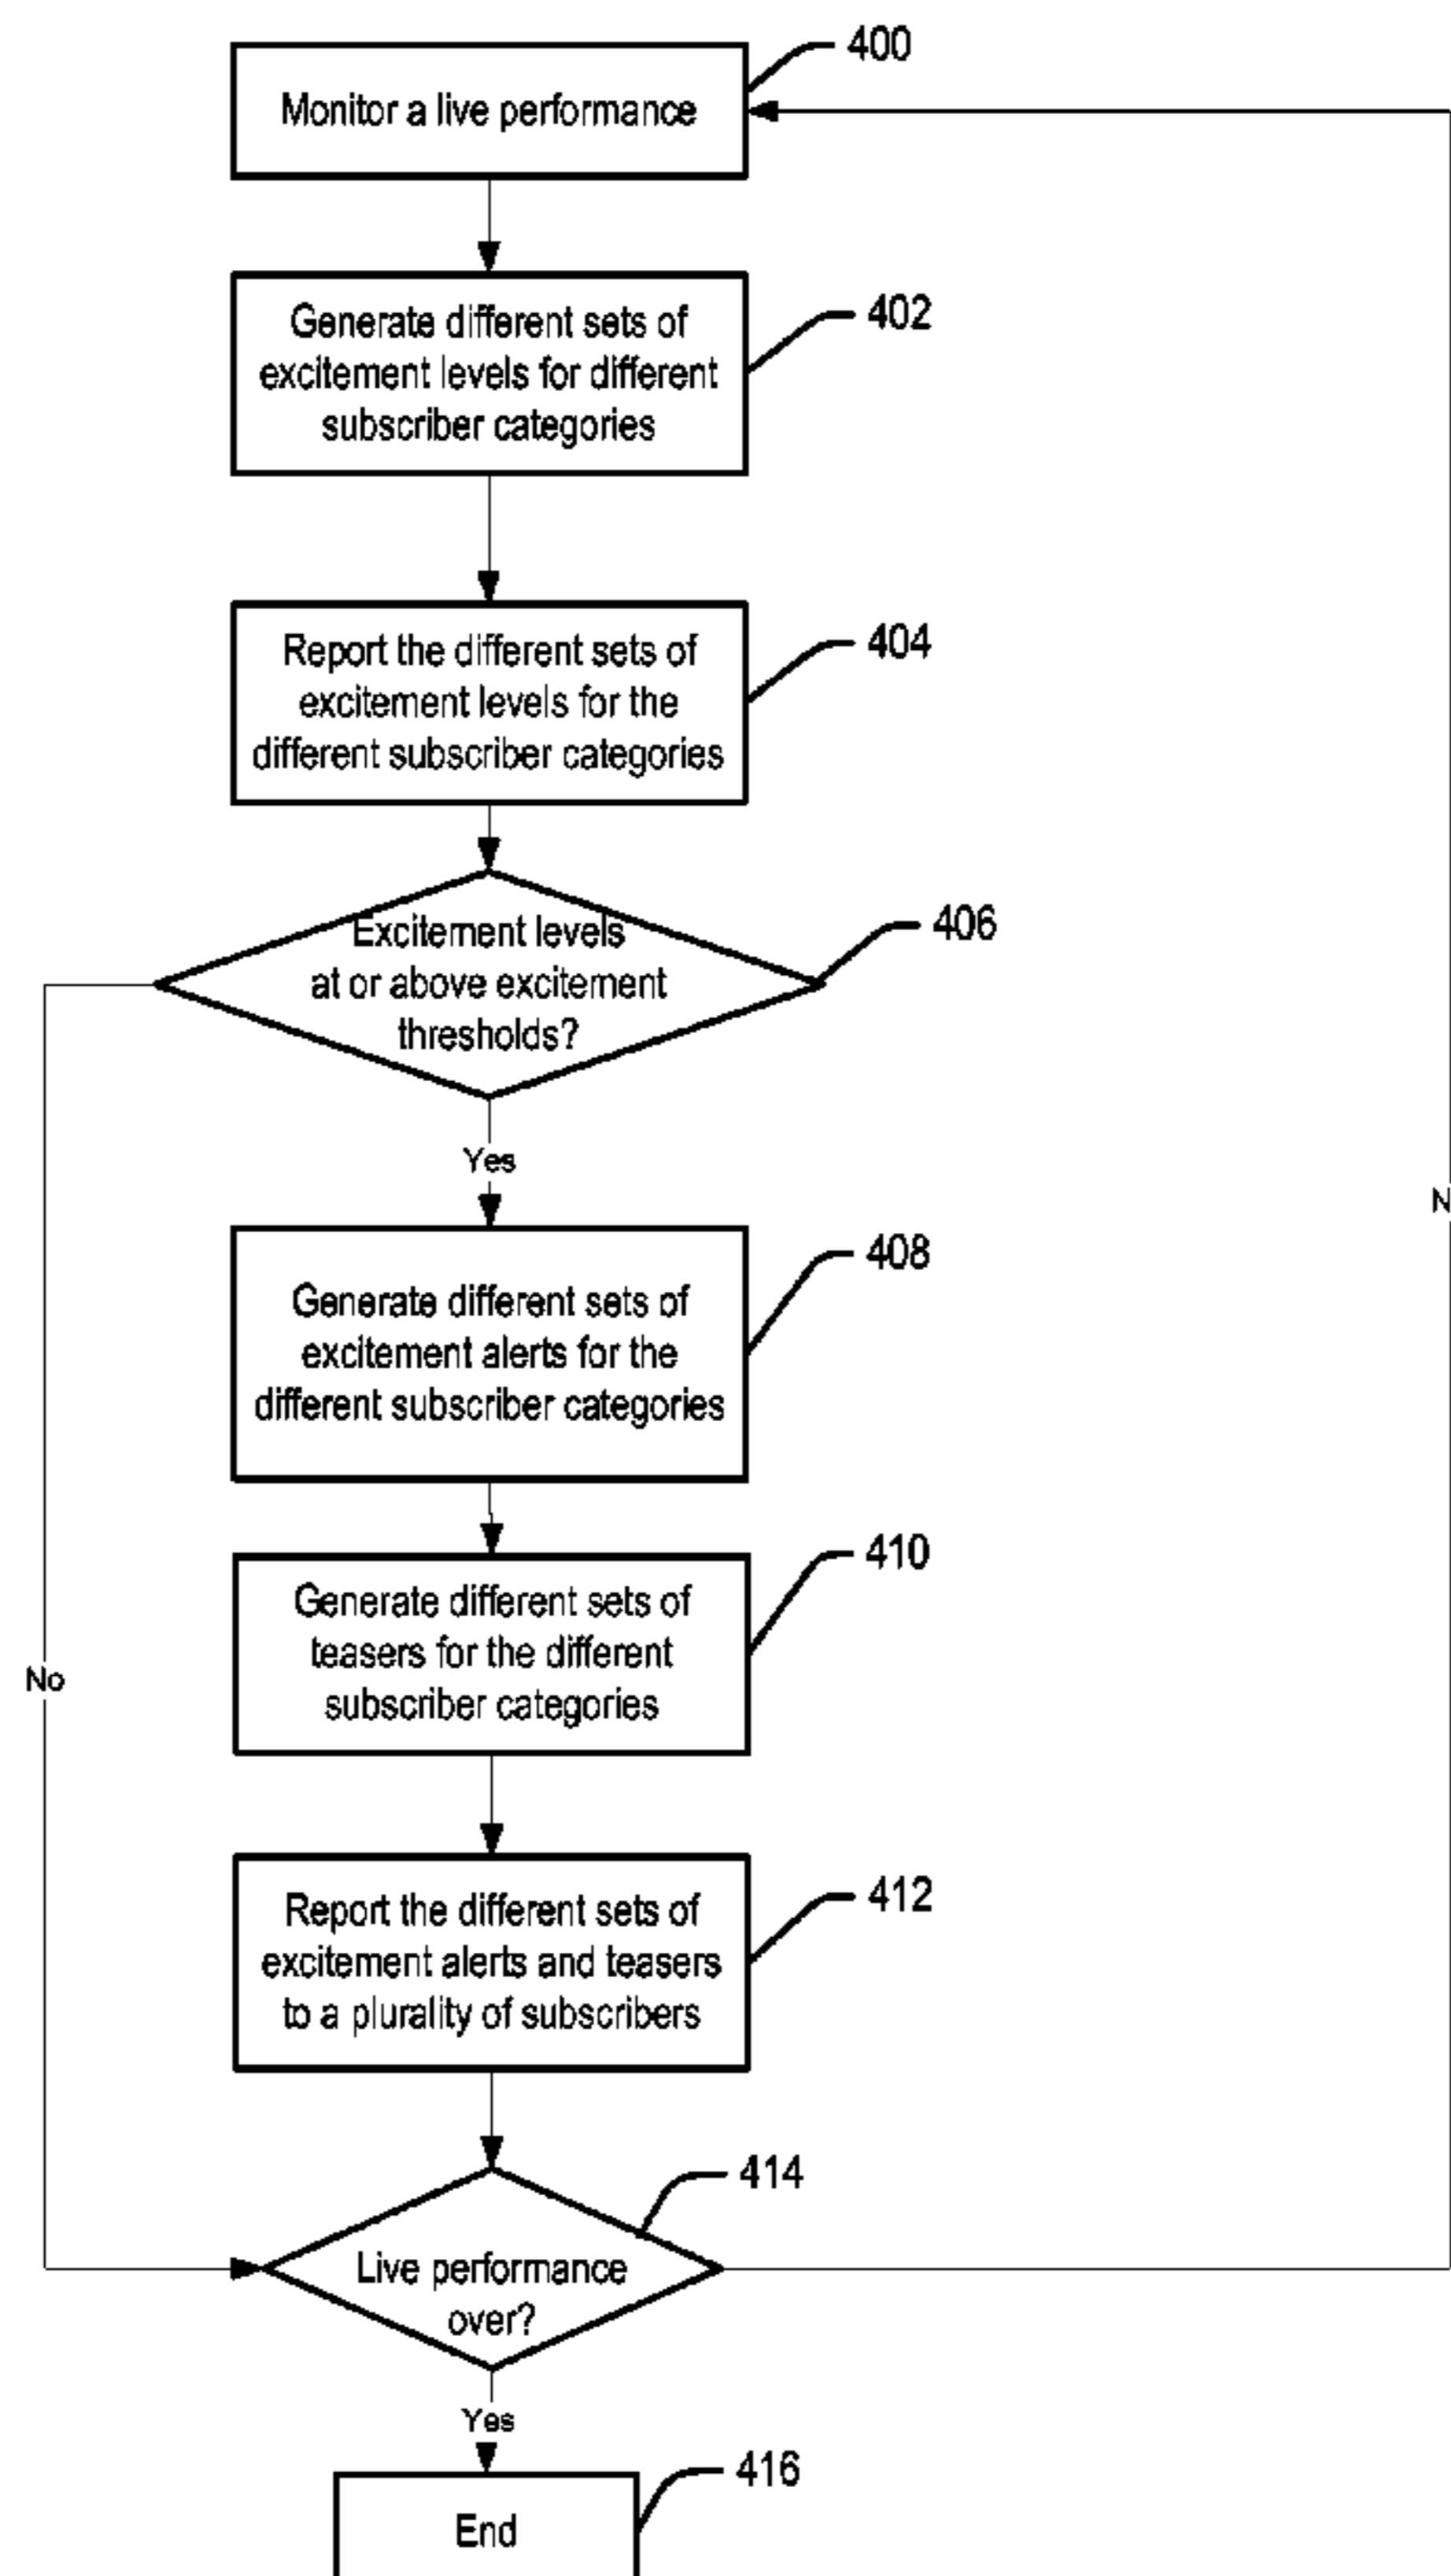 400
Monitor a live performance
402
Generate different sets of
excitement levels for different
subscriber categories
404
Report the different sets of
excitement levels for the
different subscriber categories
406
Excitement levels
at or above excitement
thresholds?
Yes
N
408
Generate different sets of
excitement alerts for the
different subscriber categories
410
Generate different sets of
teasers for the different
subscriber categories
No
412
Report the different sets of
excitement alerts and teasers
to a plurality of subscribers
414
Live performance
over?
Yes
416
End